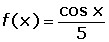 f(x) = cos x / 5